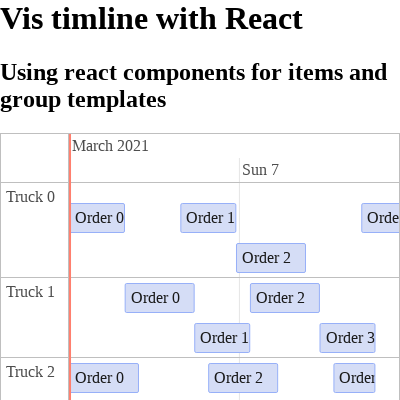 Vis timline with React
Using react components for items and
group templates
March 2021
Sun 7
Truck 0
Order 0 Order 1
Order 2
Truck 1
Order 0 Order 2
Order 1 Order 3
Truck 2
Order 0 Order 2